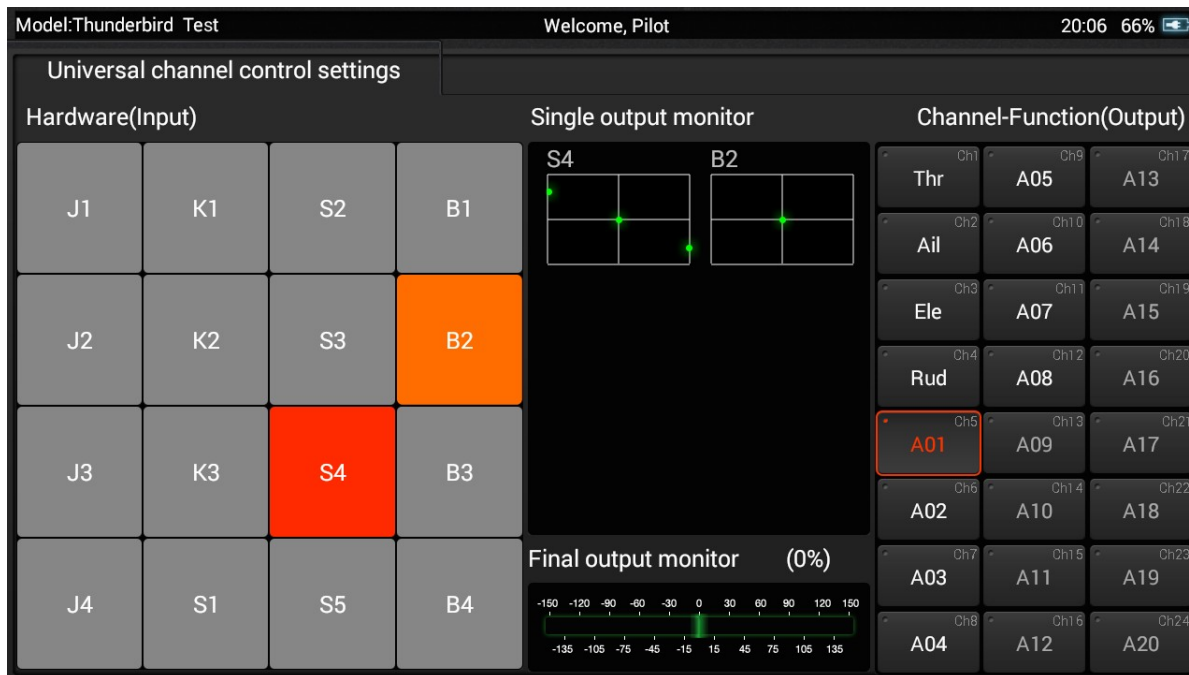 Model:Thunderbird Test Welcome, Pilot 20:06 66%
Universal channel control settings
Hardware(Input)
J1 K1 S2 B1
J2 K2 S3 B2
J3 K3 S4 B3
J4 S1 S5 B4
Single output monitor
S4 B2
Final output monitor (0%)
-150 -120 -90 -60 -30 0 30 60 90 120 150
-135 -105 -75 -45 -15 15 45 75 105 135
Channel-Function(Output)
Ch1 Ch9 Ch17
Thr A05 A13
Ch2 Ch10 Ch18
Ail A06 A14
Ch3 Ch11 Ch19
Ele A07 A15
Ch4 Ch12 Ch20
Rud A08 A16
Ch5 Ch13 Ch21
A01 A09 A17
Ch6 Ch14 Ch22
A02 A10 A18
Ch7 Ch15 Ch23
A03 A11 A19
Ch8 Ch16 Ch24
A04 A12 A20